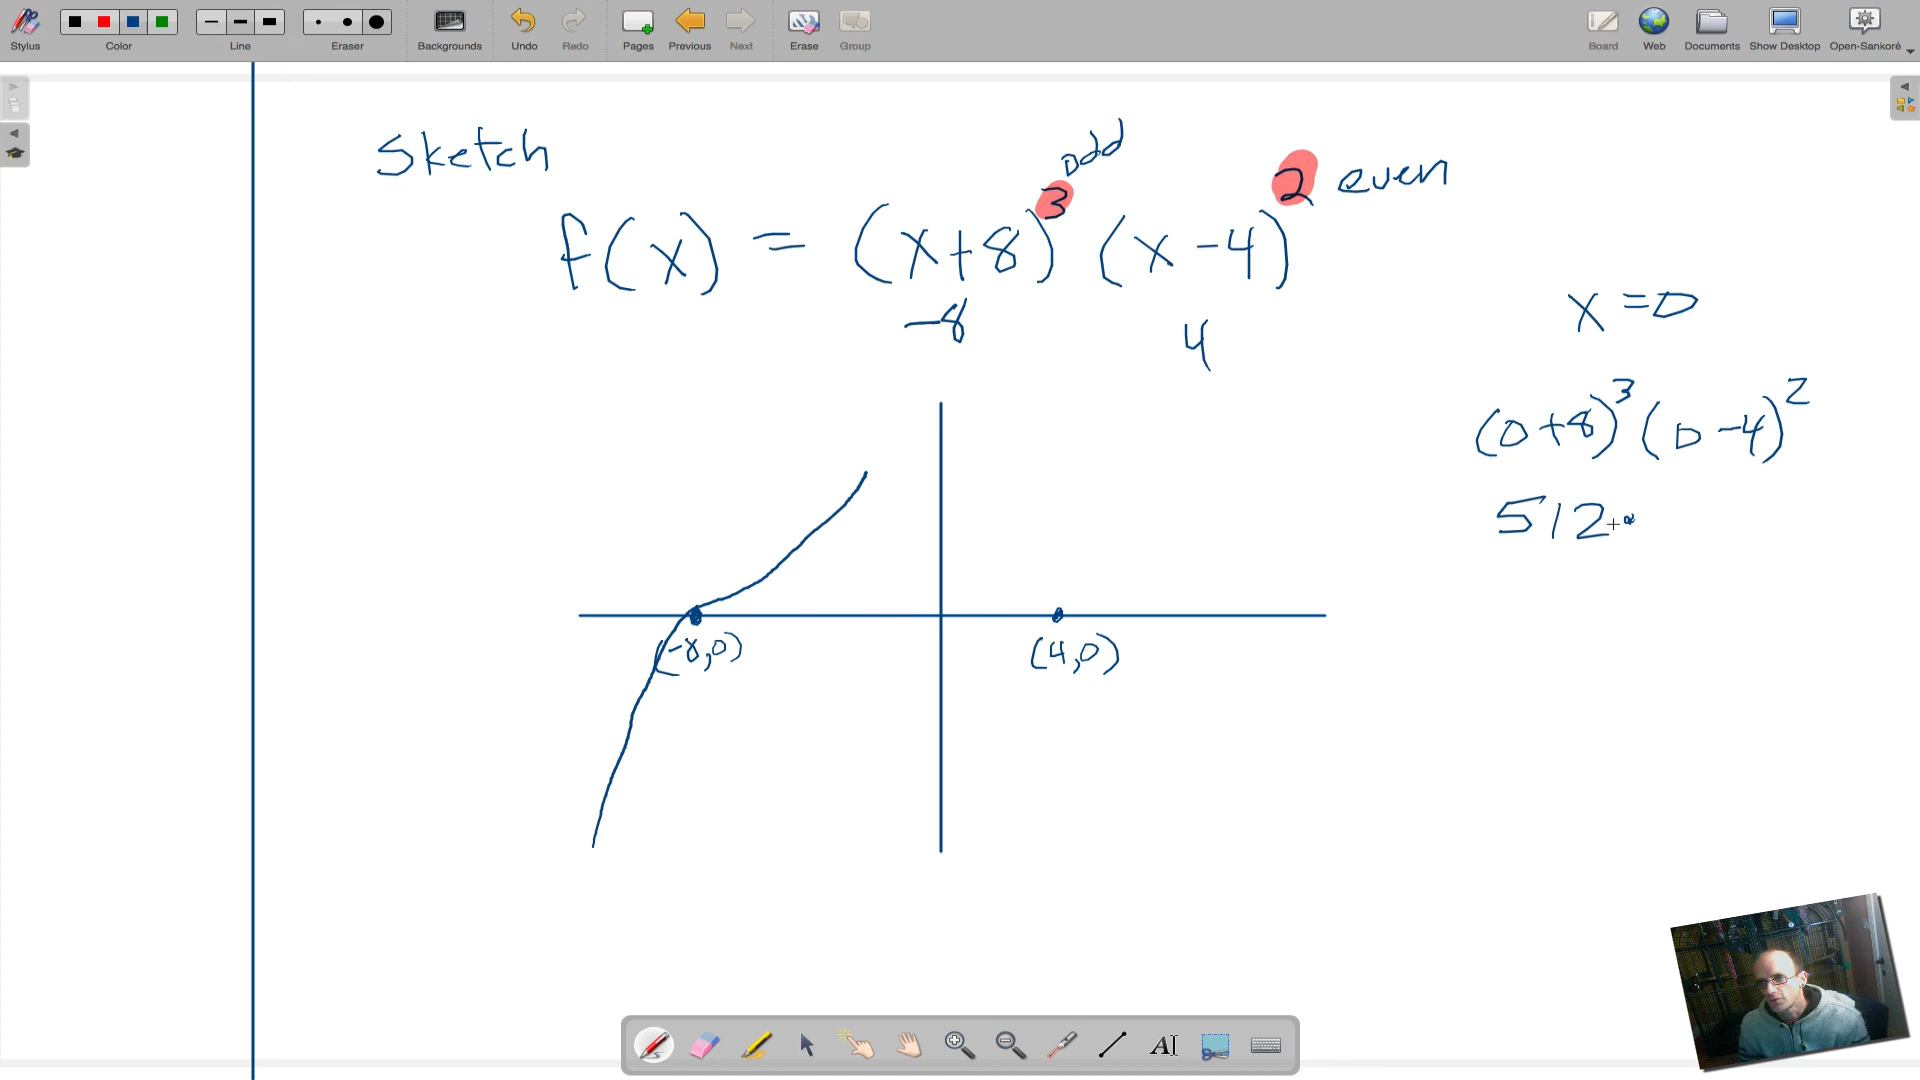 Stylus Color Line Eraser Backgrounds Undo Redo Pages Previous Next Erase Group Board Web Documents Show Desktop Open-Sankoré
Sketch
odd
f(x) = (x+8)³ (x-4)² even
-8 4
x = 0
(0+8)³ (0-4)²
512 •
(-8,0) (4,0)
AI